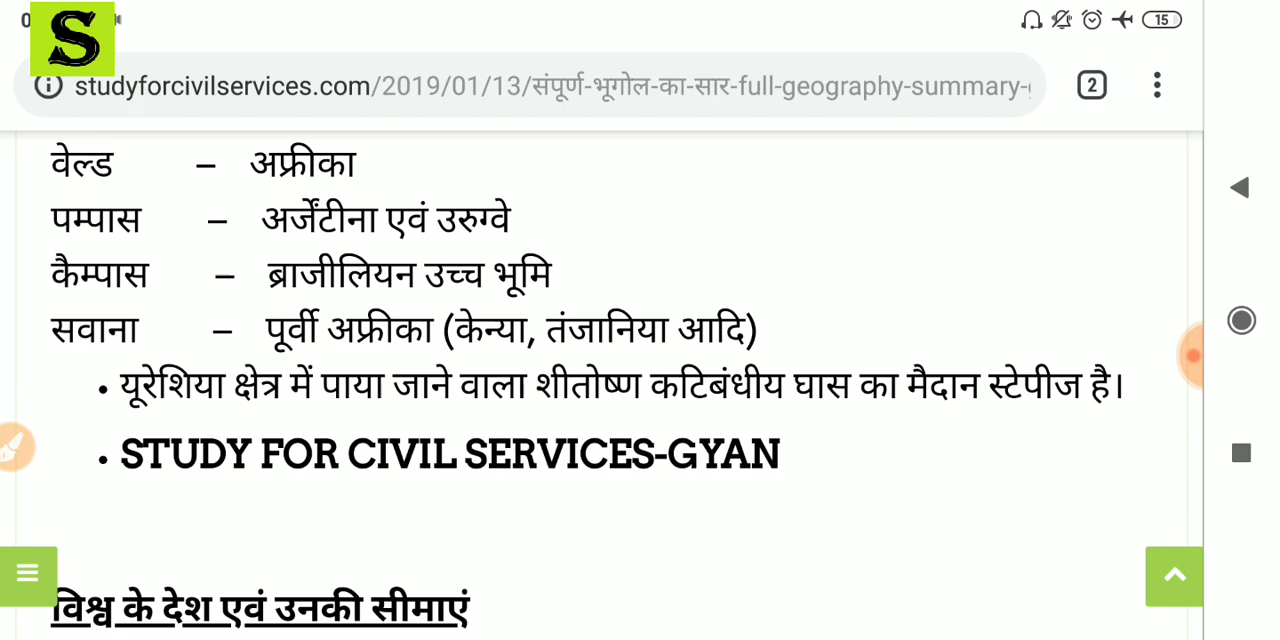 S
15
studyforcivilservices.com/2019/01/13/संपूर्ण-भूगोल-का-सार-full-geography-summary-
2
वेल्ड – अफ्रीका
पम्पास – अर्जेंटीना एवं उरुग्वे
कैम्पास – ब्राजीलियन उच्च भूमि
सवाना – पूर्वी अफ्रीका (केन्या, तंजानिया आदि)
• यूरेशिया क्षेत्र में पाया जाने वाला शीतोष्ण कटिबंधीय घास का मैदान स्टेपीज है।
• STUDY FOR CIVIL SERVICES-GYAN
विश्व के देश एवं उनकी सीमाएं